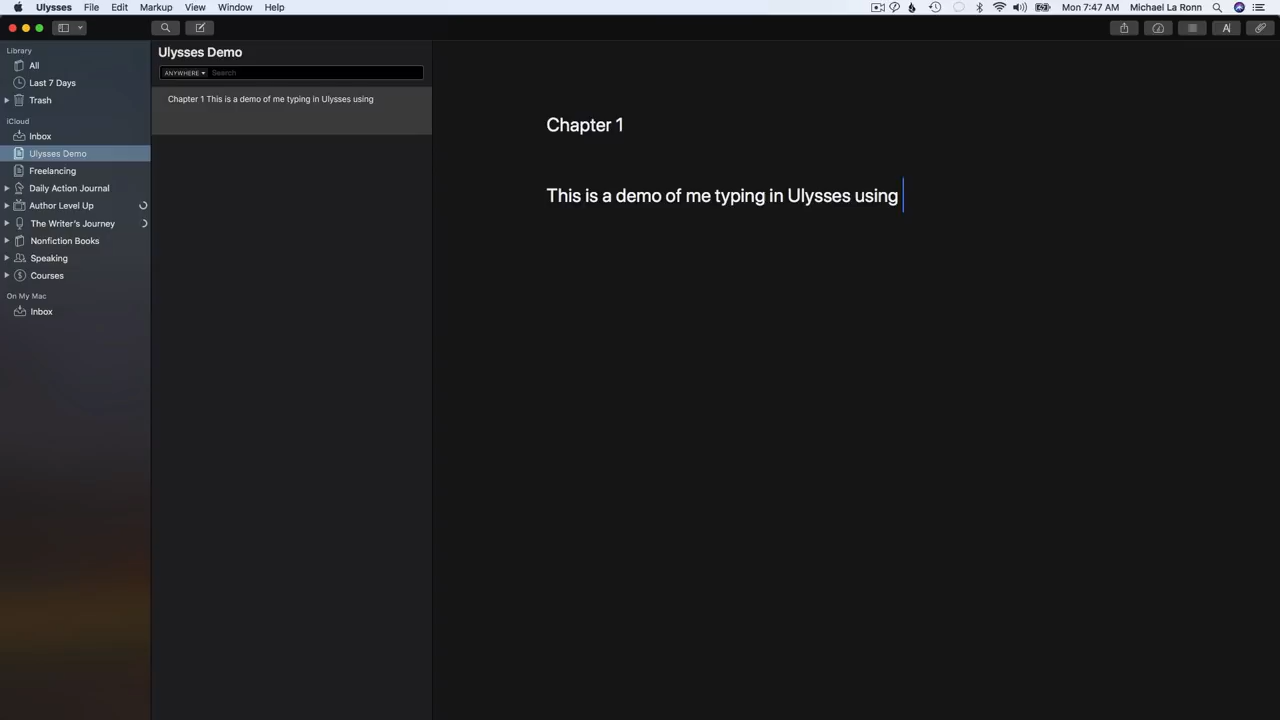 Ulysses File Edit Markup View Window Help Mon 7:47 AM Michael La Ronn
Library
All
Last 7 Days
Trash
iCloud
Inbox
Ulysses Demo
Freelancing
Daily Action Journal
Author Level Up
The Writer's Journey
Nonfiction Books
Speaking
Courses
On My Mac
Inbox
Ulysses Demo
ANYWHERE Search
Chapter 1 This is a demo of me typing in Ulysses using
Chapter 1
This is a demo of me typing in Ulysses using